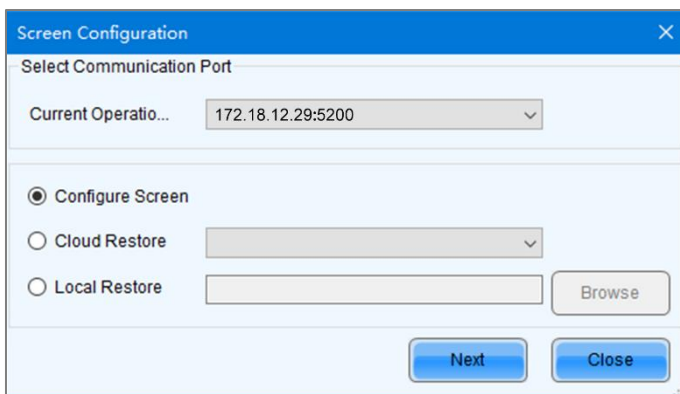 Screen Configuration
Select Communication Port
Current Operatio... 172.18.12.29:5200
Configure Screen
Cloud Restore
Local Restore Browse
Next Close